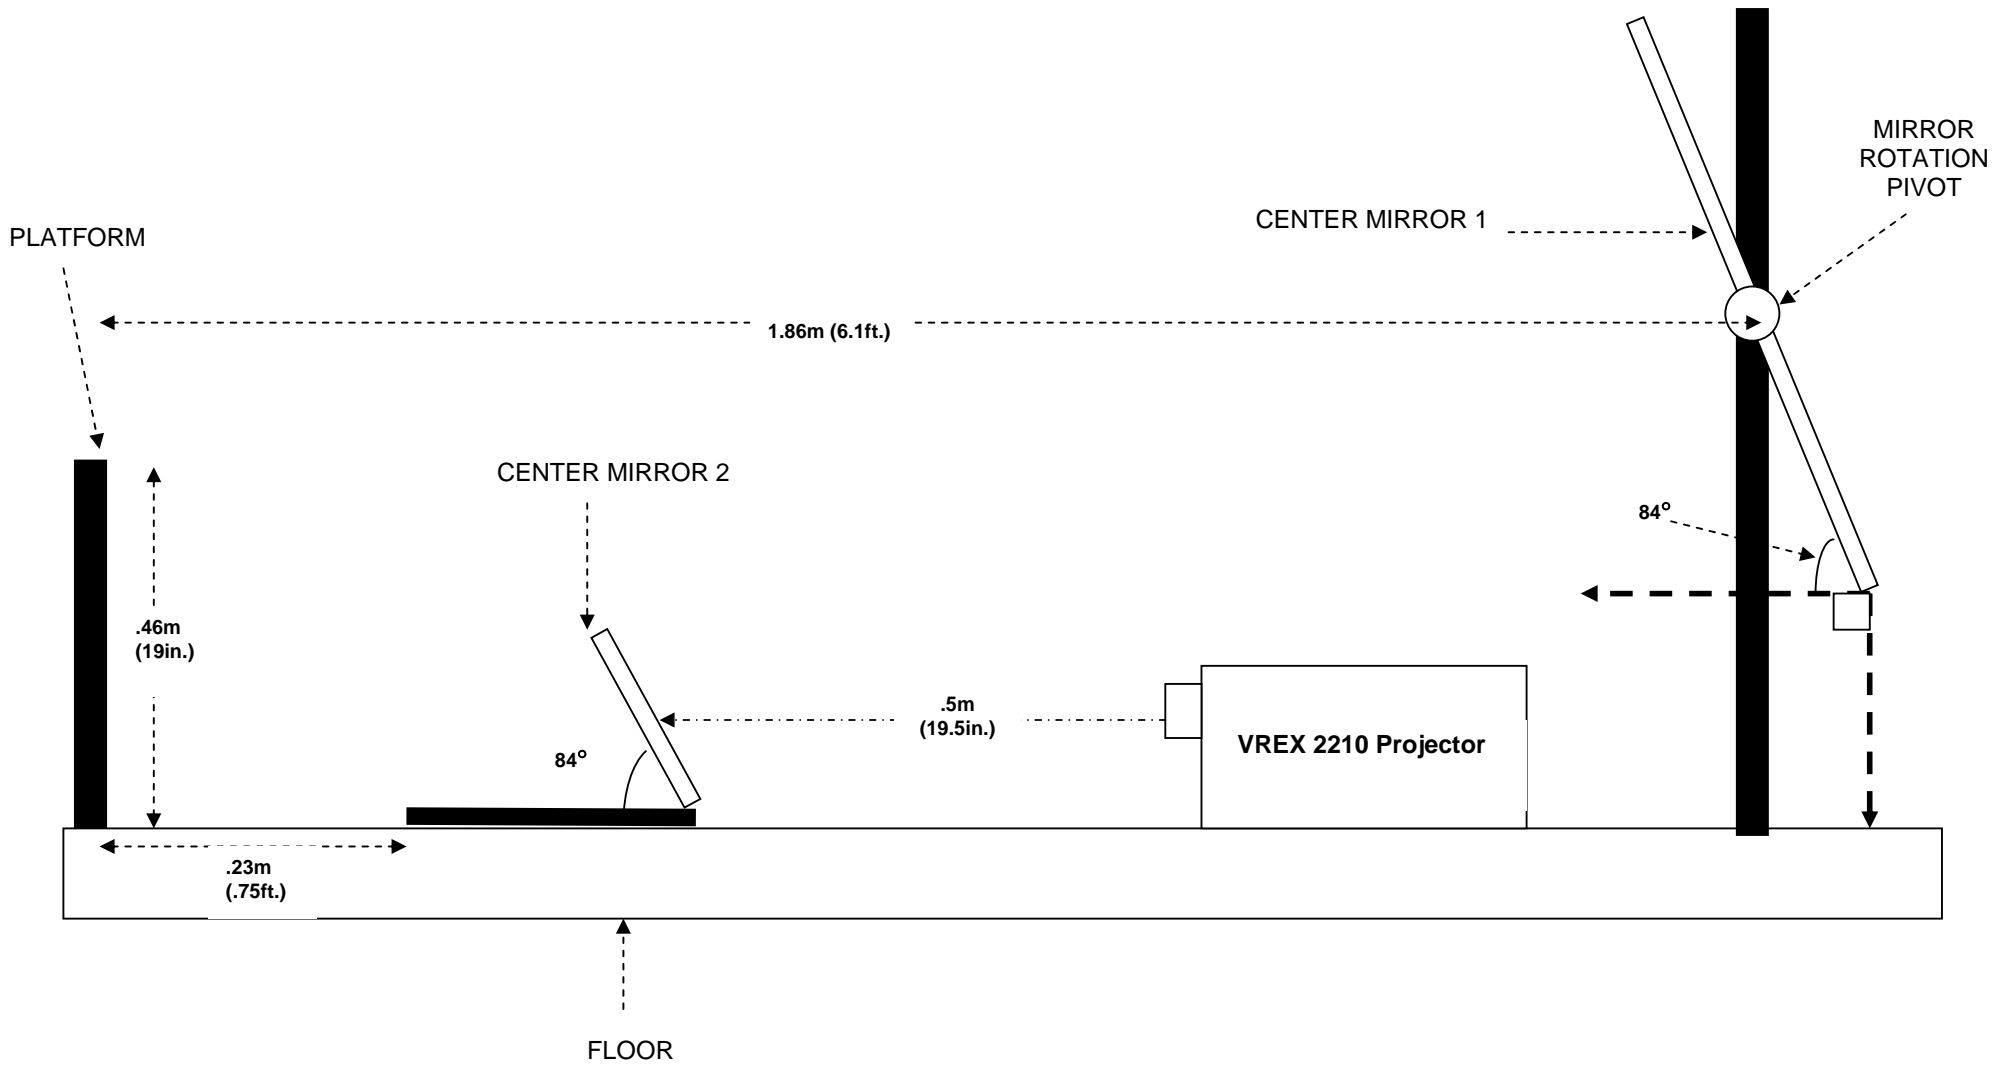 MIRROR
ROTATION
PIVOT
CENTER MIRROR 1
PLATFORM
1.86m (6.1ft.)
CENTER MIRROR 2
84°
.46m
(19in.)
.5m
(19.5in.)
VREX 2210 Projector
84°
.23m
(.75ft.)
FLOOR